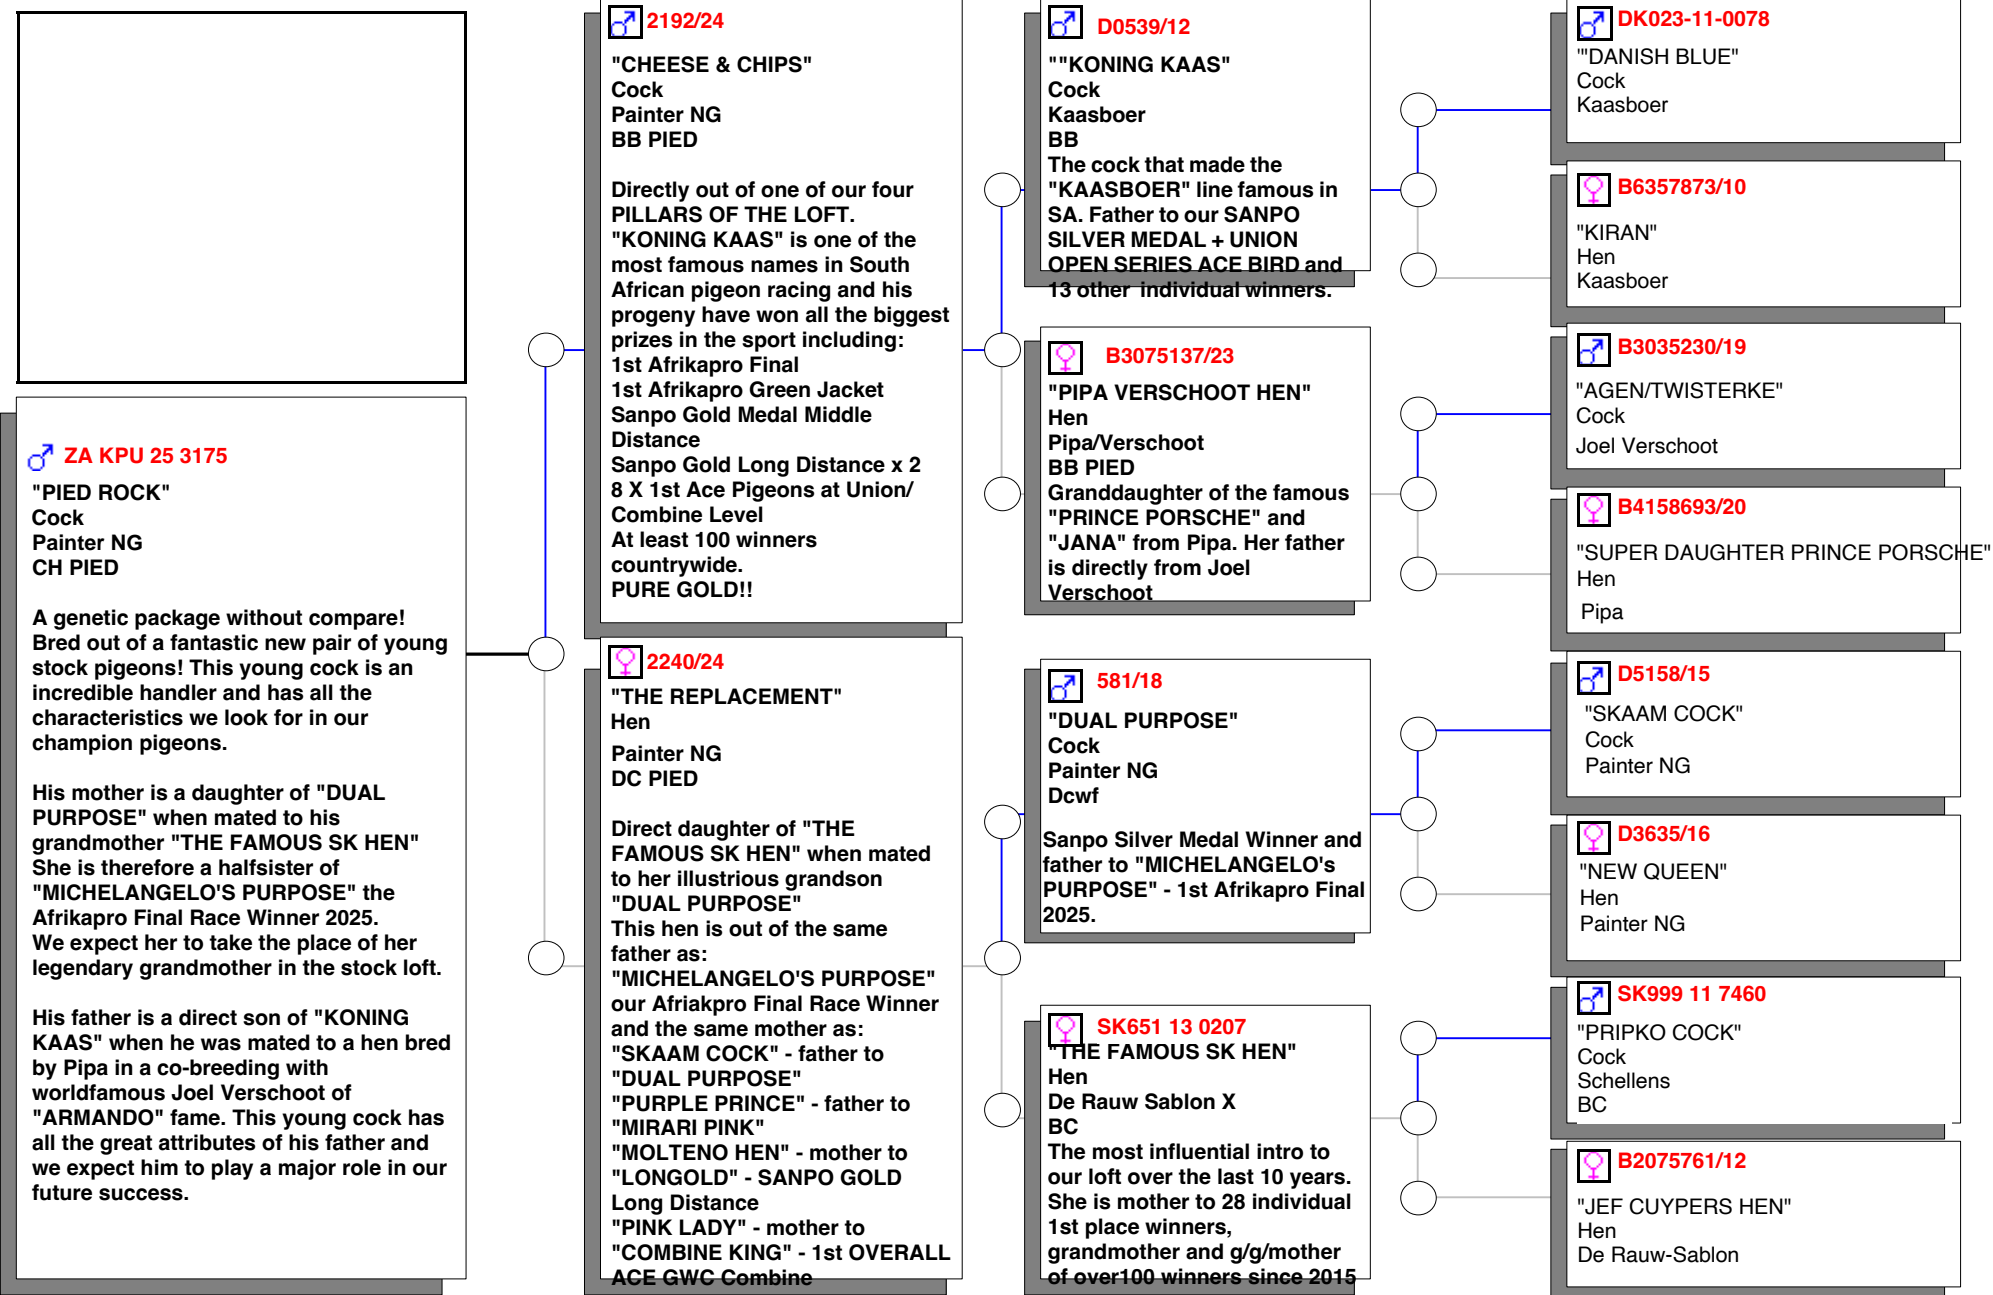 ZA KPU 25 3175
"PIED ROCK"
Cock
Painter NG
CH PIED
A genetic package without compare!
Bred out of a fantastic new pair of young
stock pigeons! This young cock is an
incredible handler and has all the
characteristics we look for in our
champion pigeons.
His mother is a daughter of "DUAL
PURPOSE" when mated to his
grandmother "THE FAMOUS SK HEN"
She is therefore a halfsister of
"MICHELANGELO'S PURPOSE" the
Afrikapro Final Race Winner 2025.
We expect her to take the place of her
legendary grandmother in the stock loft.
His father is a direct son of "KONING
KAAS" when he was mated to a hen bred
by Pipa in a co-breeding with
worldfamous Joel Verschoot of
"ARMANDO" fame. This young cock has
all the great attributes of his father and
we expect him to play a major role in our
future success.
2192/24
"CHEESE & CHIPS"
Cock
Painter NG
BB PIED
Directly out of one of our four
PILLARS OF THE LOFT.
"KONING KAAS" is one of the
most famous names in South
African pigeon racing and his
progeny have won all the biggest
prizes in the sport including:
1st Afrikapro Final
1st Afrikapro Green Jacket
Sanpo Gold Medal Middle
Distance
Sanpo Gold Long Distance x 2
8 X 1st Ace Pigeons at Union/
Combine Level
At least 100 winners
countrywide.
PURE GOLD!!
2240/24
"THE REPLACEMENT"
Hen
Painter NG
DC PIED
Direct daughter of "THE
FAMOUS SK HEN" when mated
to her illustrious grandson
"DUAL PURPOSE"
This hen is out of the same
father as:
"MICHELANGELO'S PURPOSE"
our Afriakpro Final Race Winner
and the same mother as:
"SKAAM COCK" - father to
"DUAL PURPOSE"
"PURPLE PRINCE" - father to
"MIRARI PINK"
"MOLTENO HEN" - mother to
"LONGOLD" - SANPO GOLD
Long Distance
"PINK LADY" - mother to
"COMBINE KING" - 1st OVERALL
ACE GWC Combine
D0539/12
""KONING KAAS"
Cock
Kaasboer
BB
The cock that made the
"KAASBOER" line famous in
SA. Father to our SANPO
SILVER MEDAL + UNION
OPEN SERIES ACE BIRD and
13 other individual winners.
B3075137/23
"PIPA VERSCHOOT HEN"
Hen
Pipa/Verschoot
BB PIED
Granddaughter of the famous
"PRINCE PORSCHE" and
"JANA" from Pipa. Her father
is directly from Joel
Verschoot
581/18
"DUAL PURPOSE"
Cock
Painter NG
Dcwf
Sanpo Silver Medal Winner and
father to "MICHELANGELO's
PURPOSE" - 1st Afrikapro Final
2025.
SK651 13 0207
"THE FAMOUS SK HEN"
Hen
De Rauw Sablon X
BC
The most influential intro to
our loft over the last 10 years.
She is mother to 28 individual
1st place winners,
grandmother and g/g/mother
of over100 winners since 2015
DK023-11-0078
"'DANISH BLUE"
Cock
Kaasboer
B6357873/10
"KIRAN"
Hen
Kaasboer
B3035230/19
"AGEN/TWISTERKE"
Cock
Joel Verschoot
B4158693/20
"SUPER DAUGHTER PRINCE PORSCHE"
Hen
Pipa
D5158/15
"SKAAM COCK"
Cock
Painter NG
D3635/16
"NEW QUEEN"
Hen
Painter NG
SK999 11 7460
"PRIPKO COCK"
Cock
Schellens
BC
B2075761/12
"JEF CUYPERS HEN"
Hen
De Rauw-Sablon